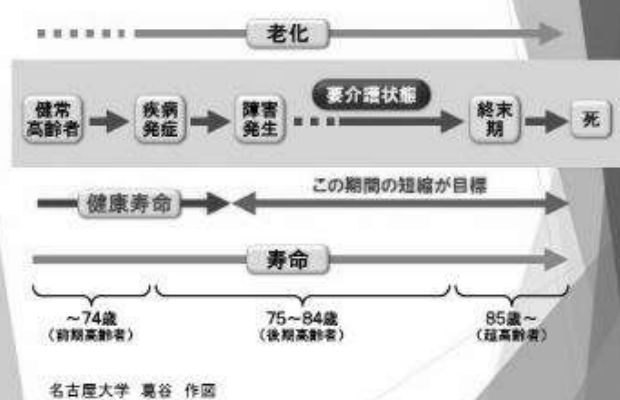 老化
健常
高齢者
疾病
発症
障害
発生
要介護状態
終末
期
死
健康寿命
この期間の短縮が目標
寿命
～74歳
（前期高齢者）
75～84歳
（後期高齢者）
85歳～
（超高齢者）
名古屋大学 葛谷 作図